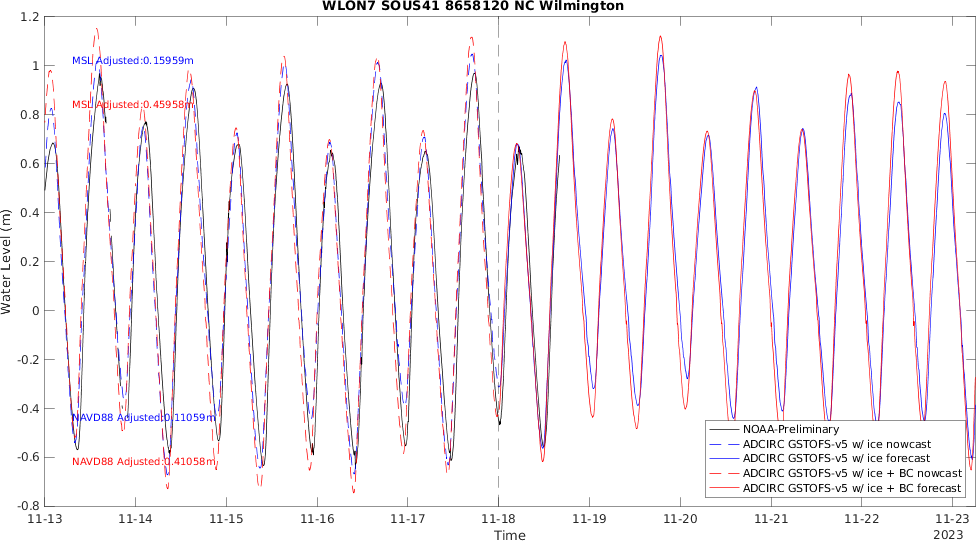 WLON7 SOUS41 8658120 NC Wilmington
Water Level (m)
1.2
1
0.8
0.6
0.4
0.2
0
-0.2
-0.4
-0.6
-0.8
MSL Adjusted:0.15959m
MSL Adjusted:0.45958m
NAVD88 Adjusted:0.11059m
NAVD88 Adjusted:0.41058m
NOAA-Preliminary
ADCIRC GSTOFS-v5 w/ ice nowcast
ADCIRC GSTOFS-v5 w/ ice forecast
ADCIRC GSTOFS-v5 w/ ice + BC nowcast
ADCIRC GSTOFS-v5 w/ ice + BC forecast
11-13 11-14 11-15 11-16 11-17 11-18 11-19 11-20 11-21 11-22 11-23
Time
2023